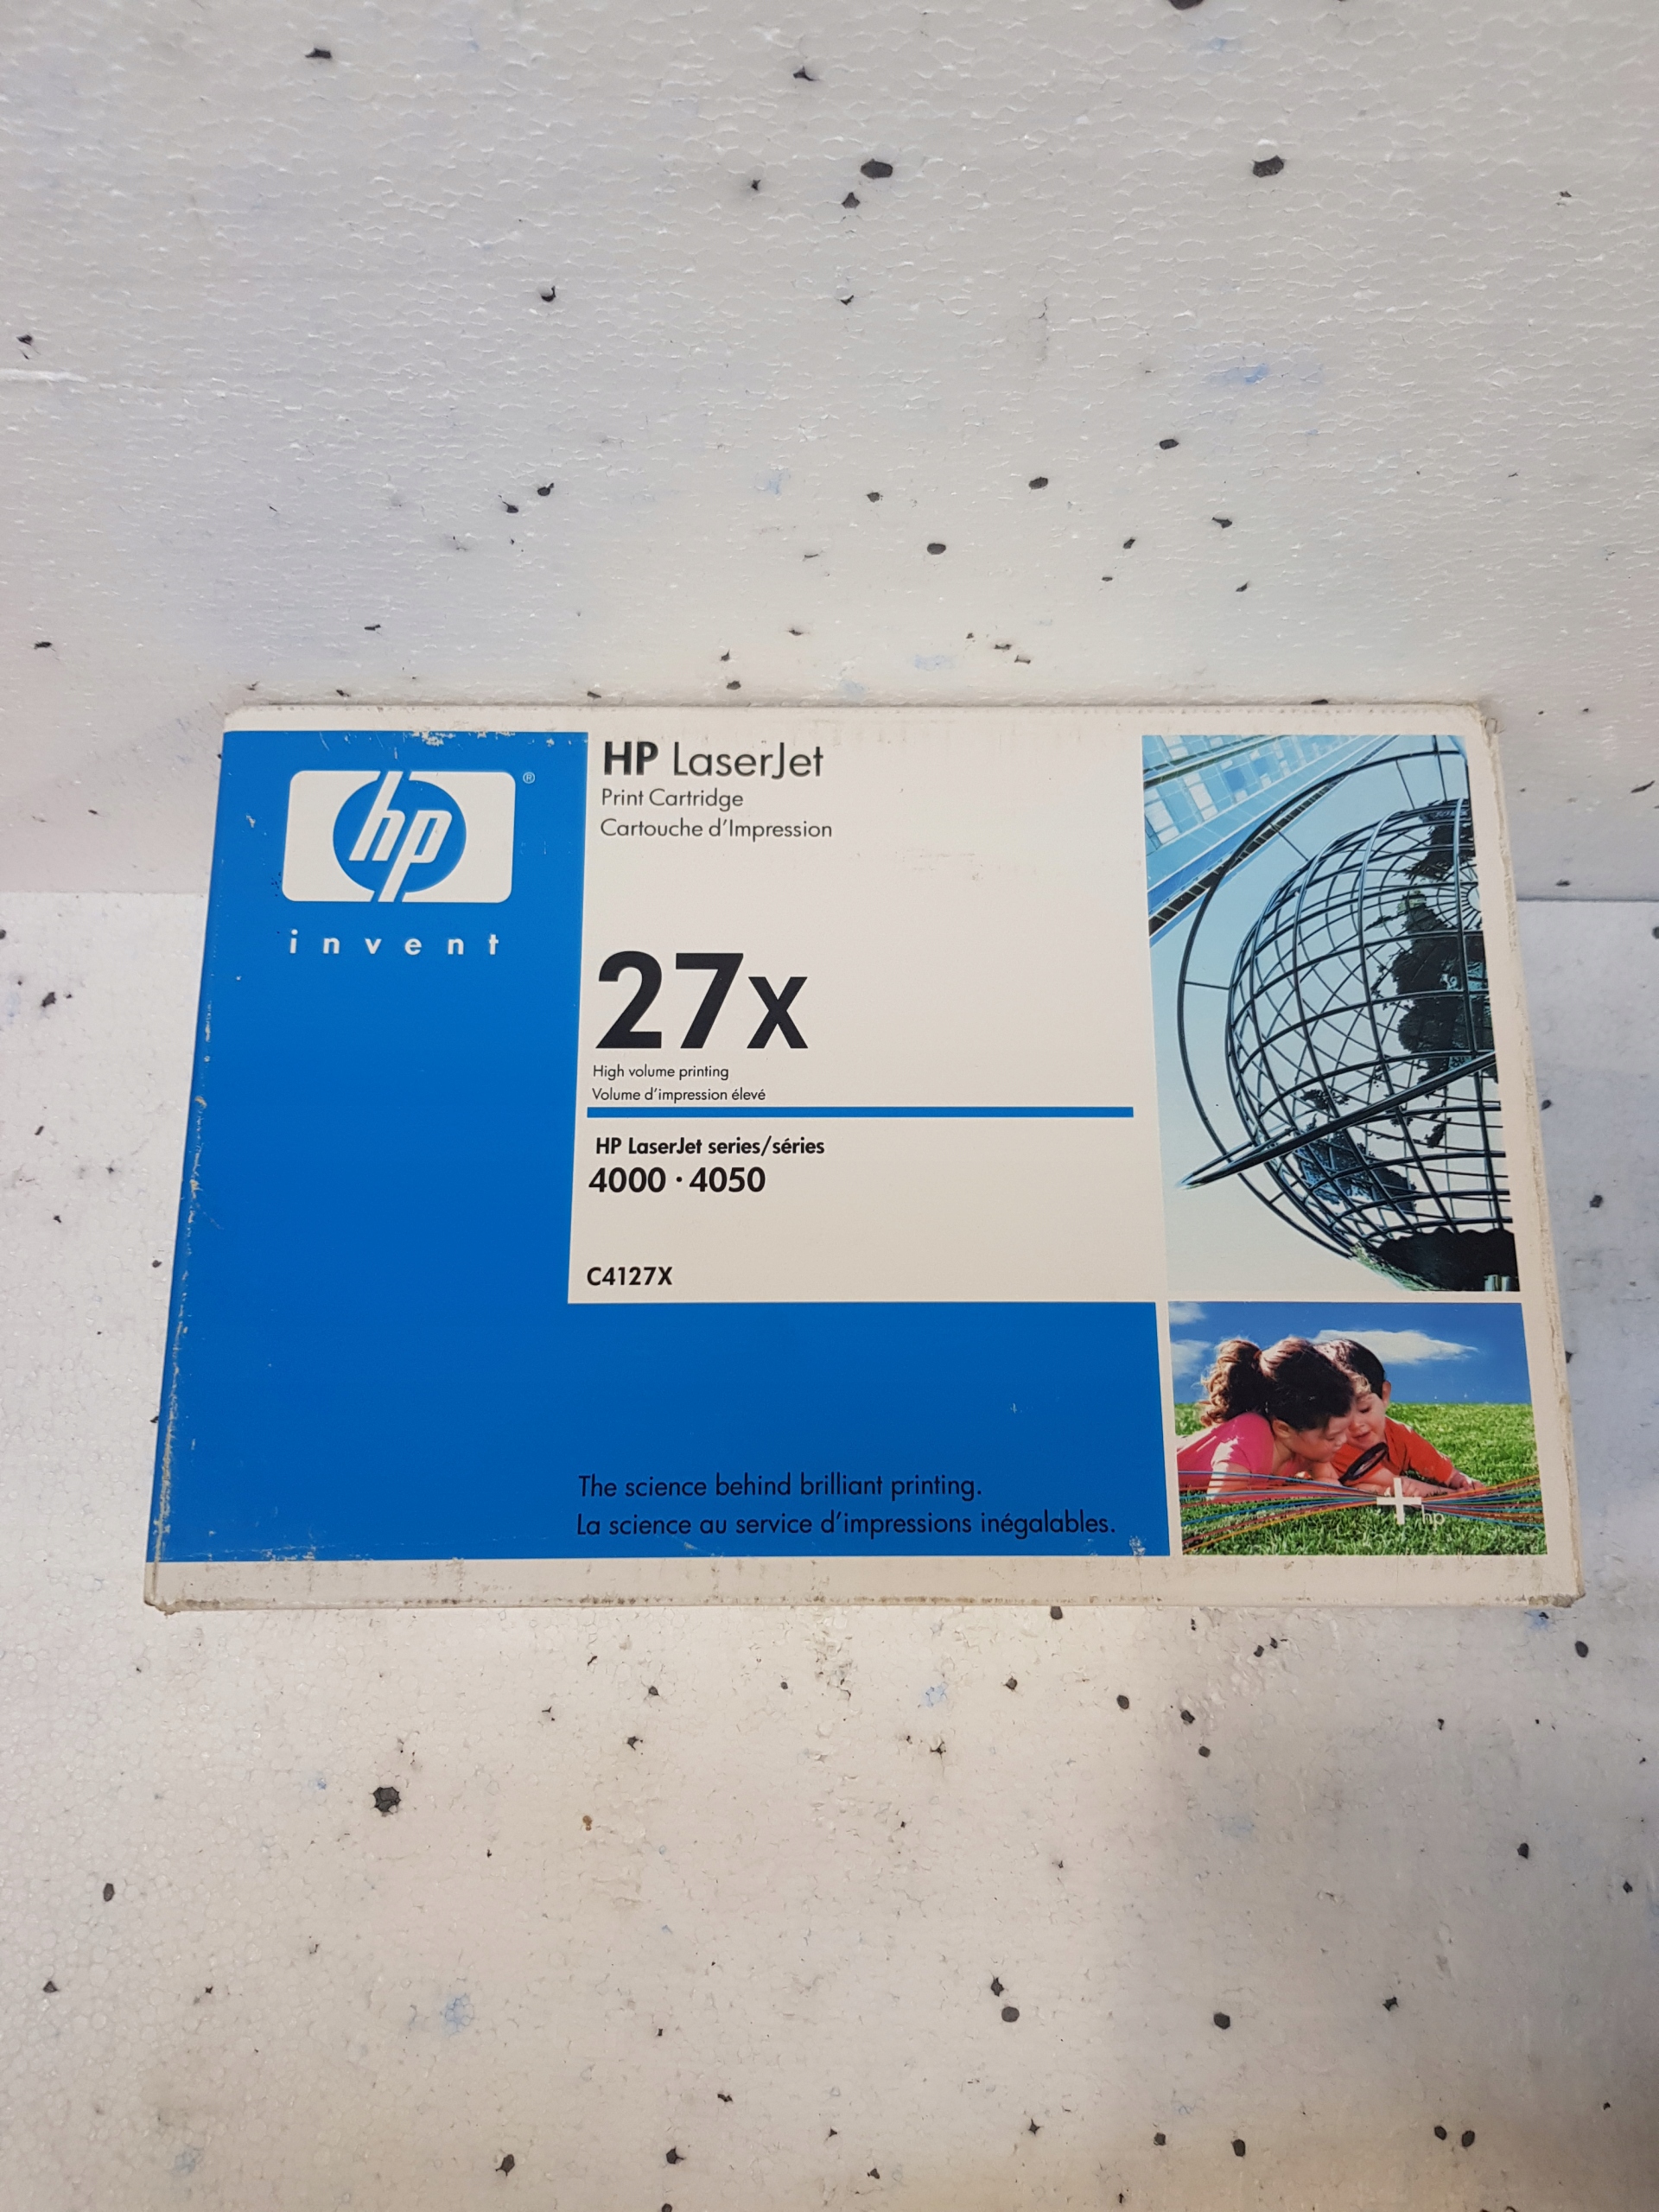 hp®
invent
HP LaserJet
Print Cartridge
Cartouche d'Impression
27x
High volume printing
Volume d'impression élevé
HP LaserJet series/séries
4000 · 4050
C4127X
The science behind brilliant printing.
La science au service d'impressions inégalables.
+hp